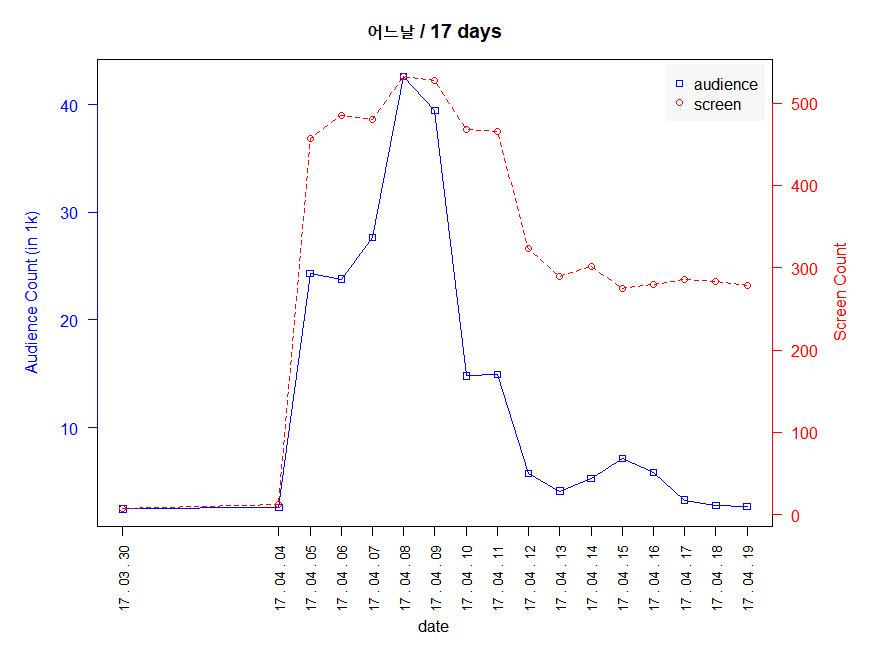 어느날 / 17 days
audience
screen
Audience Count (in 1k)
40
30
20
10
500
400
300
200
100
0
Screen Count
17 . 03 . 30
17 . 04 . 04
17 . 04 . 05
17 . 04 . 06
17 . 04 . 07
17 . 04 . 08
17 . 04 . 09
17 . 04 . 10
17 . 04 . 11
17 . 04 . 12
17 . 04 . 13
17 . 04 . 14
17 . 04 . 15
17 . 04 . 16
17 . 04 . 17
17 . 04 . 18
17 . 04 . 19
date